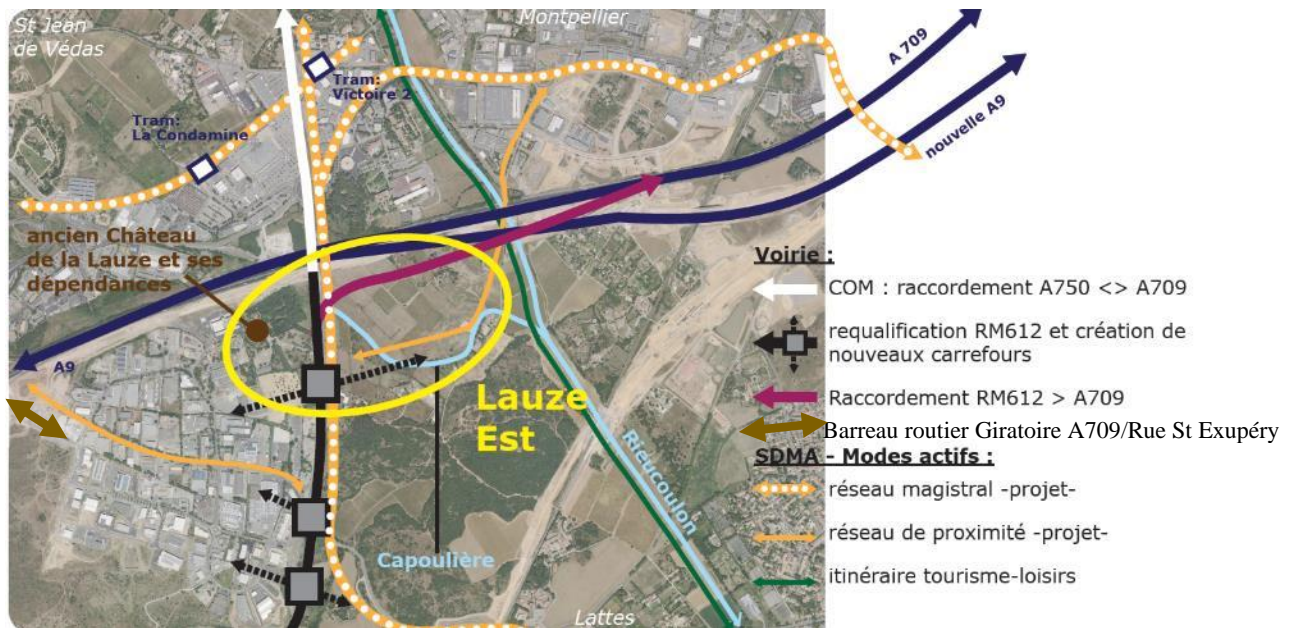 St Jean
de Védas
Montpellier
A 709
Tram:
Victoire 2
Tram:
La Condamine
nouvelle A9
ancien Château
de la Lauze et ses
dépendances
A9
Lauze
Est
Rieucoulon
Capoulière
Lattes
Voirie :
COM : raccordement A750 <> A709
requalification RM612 et création de
nouveaux carrefours
Raccordement RM612 > A709
Barreau routier Giratoire A709/Rue St Exupéry
SDMA - Modes actifs :
réseau magistral -projet-
réseau de proximité -projet-
itinéraire tourisme-loisirs